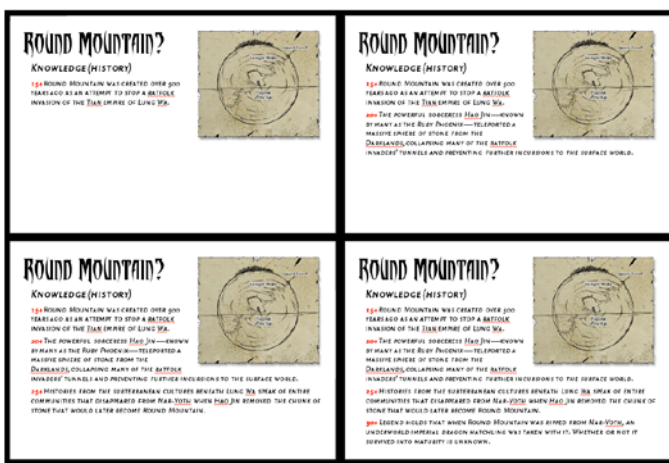 Round Mountain?
Knowledge (History)
15+ Round Mountain was created over 500
years ago as an attempt to stop a ratfolk
invasion of the Tian Empire of Lung Wa.
Round Mountain?
Knowledge (History)
15+ Round Mountain was created over 500
years ago as an attempt to stop a ratfolk
invasion of the Tian Empire of Lung Wa.
20+ The powerful sorceress Hao Jin—known
by many as the Ruby Phoenix—teleported a
massive sphere of stone from the
Darklands, collapsing many of the ratfolk
invaders' tunnels and preventing further incursions to the surface world.
Round Mountain?
Knowledge (History)
15+ Round Mountain was created over 500
years ago as an attempt to stop a ratfolk
invasion of the Tian Empire of Lung Wa.
20+ The powerful sorceress Hao Jin—known
by many as the Ruby Phoenix—teleported a
massive sphere of stone from the
Darklands, collapsing many of the ratfolk
invaders' tunnels and preventing further incursions to the surface world.
25+ Histories from the subterranean cultures beneath Lung Wa speak of entire
communities that disappeared from Nar-Voth when Hao Jin removed the chunk of
stone that would later become Round Mountain.
Round Mountain?
Knowledge (History)
15+ Round Mountain was created over 500
years ago as an attempt to stop a ratfolk
invasion of the Tian Empire of Lung Wa.
20+ The powerful sorceress Hao Jin—known
by many as the Ruby Phoenix—teleported a
massive sphere of stone from the
Darklands, collapsing many of the ratfolk
invaders' tunnels and preventing further incursions to the surface world.
25+ Histories from the subterranean cultures beneath Lung Wa speak of entire
communities that disappeared from Nar-Voth when Hao Jin removed the chunk of
stone that would later become Round Mountain.
30+ Legend holds that when Round Mountain was ripped from Nar-Voth, an
underworld imperial dragon hatchling was taken with it. Whether or not it
survived into maturity is unknown.